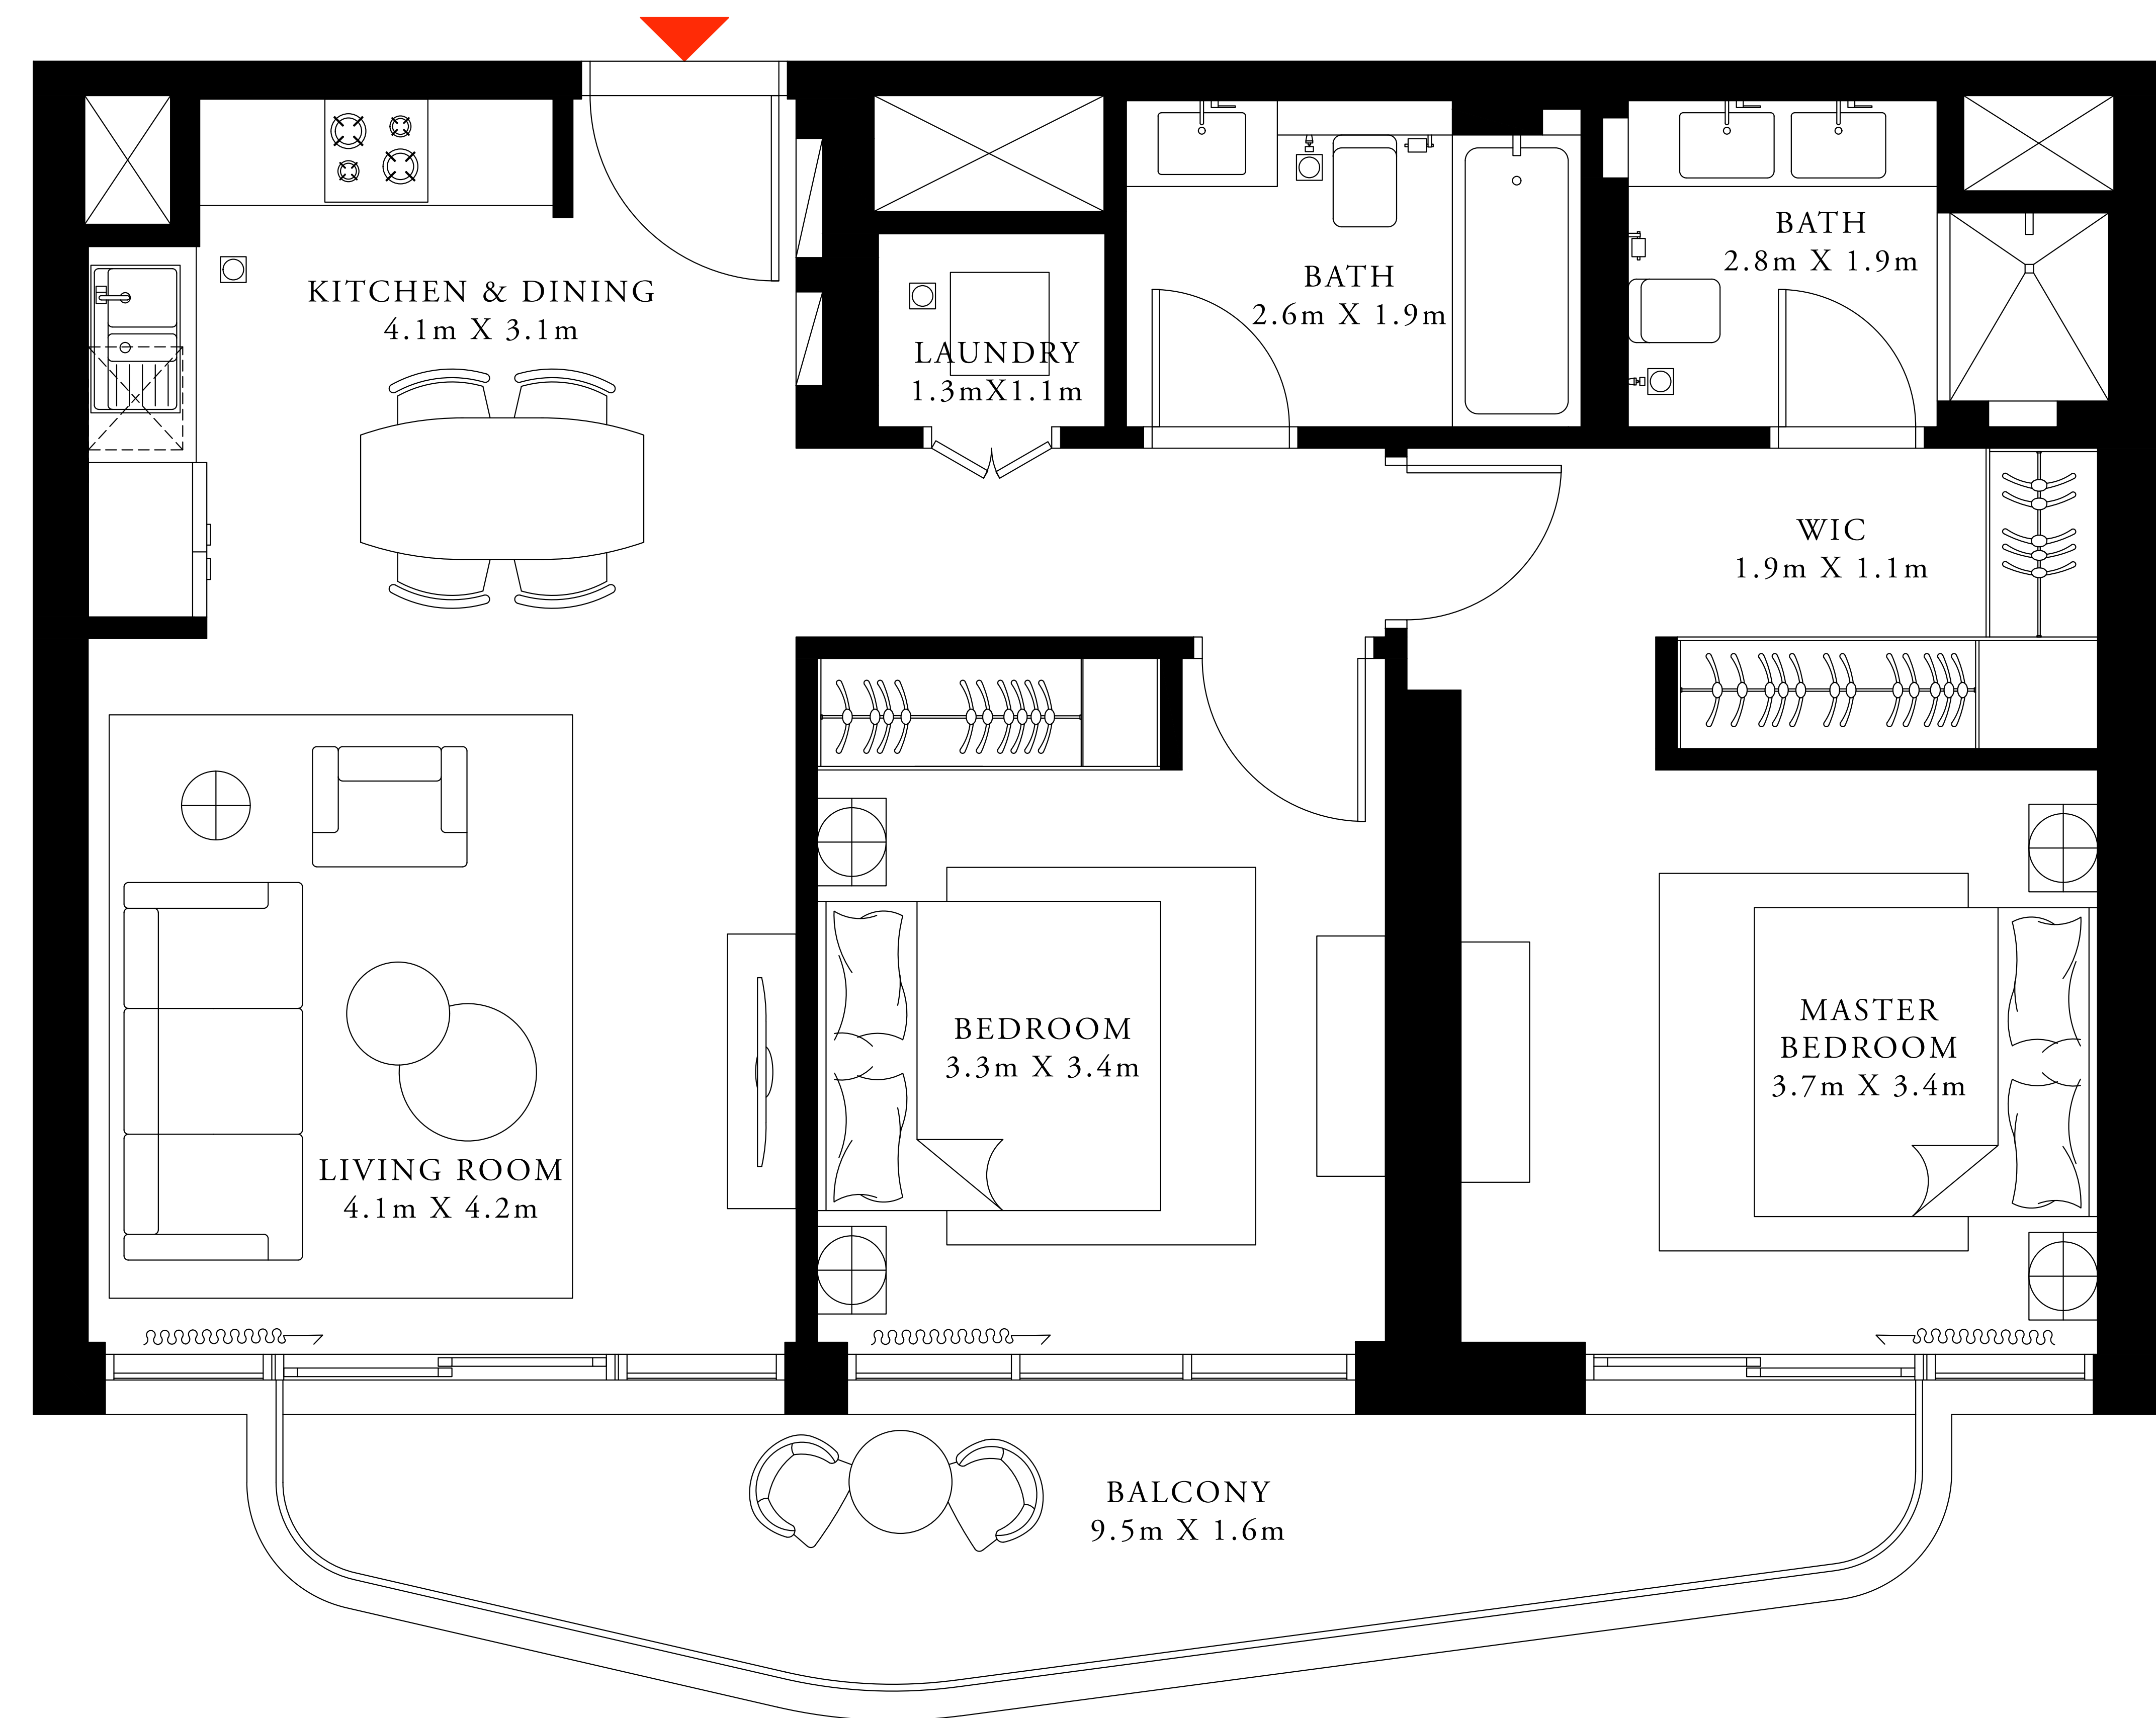 KITCHEN & DINING
4.1m X 3.1m
LAUNDRY
1.3mX1.1m
BATH
2.6m X 1.9m
BATH
2.8m X 1.9m
WIC
1.9m X 1.1m
LIVING ROOM
4.1m X 4.2m
BEDROOM
3.3m X 3.4m
MASTER
BEDROOM
3.7m X 3.4m
BALCONY
9.5m X 1.6m